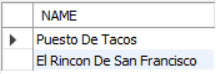 NAME
Puesto De Tacos
El Rincon De San Francisco